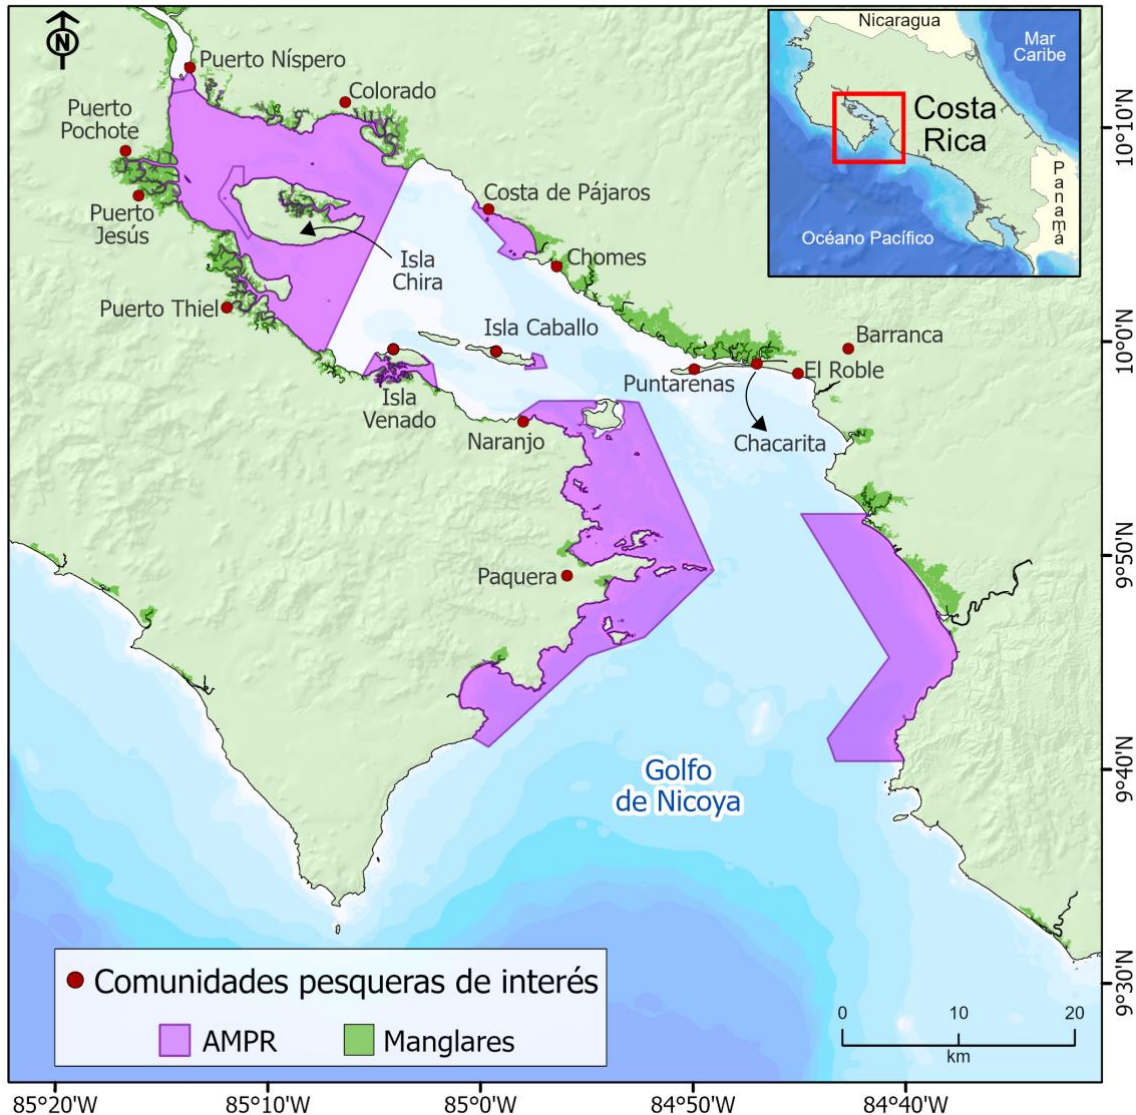 N
Puerto Níspero
Colorado
Puerto
Pochote
Costa de Pájaros
Puerto
Jesús
Isla
Chira
Chomes
Puerto Thiel
Isla Caballo
Barranca
Puntarenas
El Roble
Isla
Venado
Naranjo
Chacarita
Paquera
Golfo
de Nicoya
Nicaragua
Mar
Caribe
Costa
Rica
Panamá
Océano Pacífico
10°10'N
10°0'N
9°50'N
9°40'N
9°30'N
Comunidades pesqueras de interés
AMPR
Manglares
0 10 20
km
85°20'W 85°10'W 85°0'W 84°50'W 84°40'W